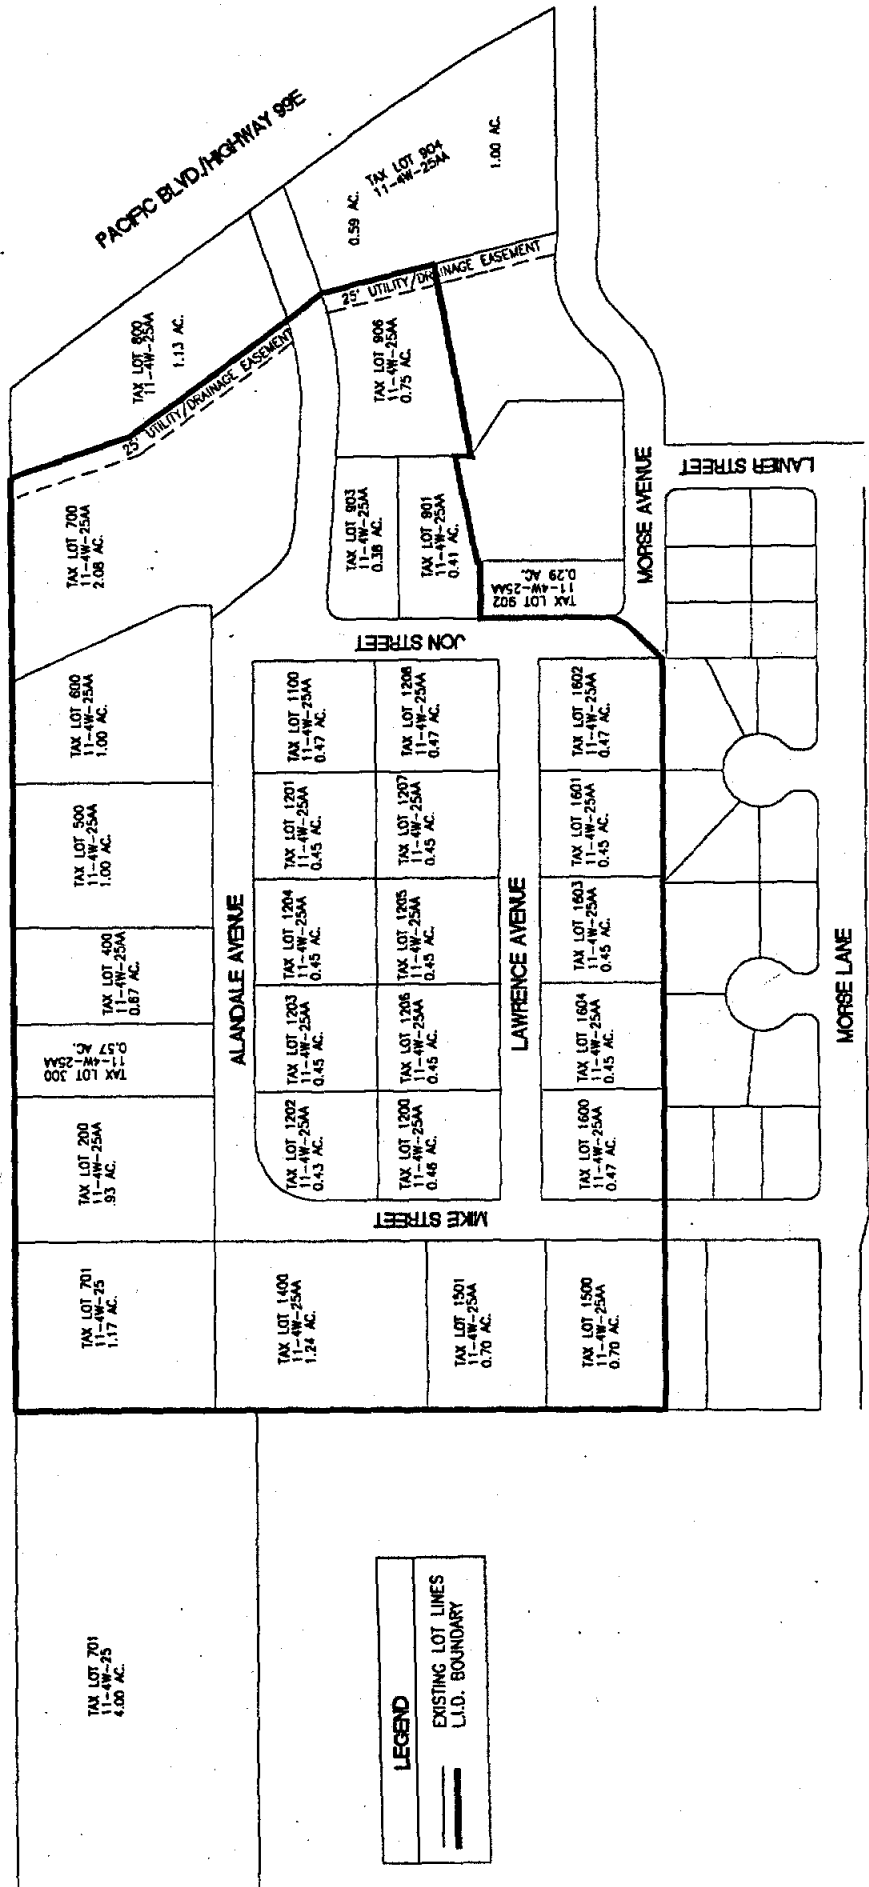 PACIFIC BLVD./HIGHWAY 99E
TAX LOT 904
11-4W-25AA
1.00 AC.
0.59 AC.
TAX LOT 800
11-4W-25AA
1.13 AC.
25' UTILITY/DRAINAGE EASEMENT
25' UTILITY/DRAINAGE EASEMENT
TAX LOT 906
11-4W-25AA
0.75 AC.
TAX LOT 700
11-4W-25AA
2.08 AC.
TAX LOT 903
11-4W-25AA
0.38 AC.
TAX LOT 901
11-4W-25AA
0.41 AC.
TAX LOT 902
11-4W-25AA
0.29 AC.
MORSE AVENUE
LANIER STREET
JON STREET
TAX LOT 600
11-4W-25AA
1.00 AC.
TAX LOT 1100
11-4W-25AA
0.47 AC.
TAX LOT 1208
11-4W-25AA
0.47 AC.
TAX LOT 1602
11-4W-25AA
0.47 AC.
TAX LOT 500
11-4W-25AA
1.00 AC.
TAX LOT 1201
11-4W-25AA
0.45 AC.
TAX LOT 1207
11-4W-25AA
0.45 AC.
TAX LOT 1601
11-4W-25AA
0.45 AC.
TAX LOT 400
11-4W-25AA
0.67 AC.
TAX LOT 1204
11-4W-25AA
0.45 AC.
TAX LOT 1205
11-4W-25AA
0.45 AC.
TAX LOT 1603
11-4W-25AA
0.45 AC.
ALANDALE AVENUE
LAWRENCE AVENUE
MORSE LANE
TAX LOT 300
11-4W-25AA
0.57 AC.
TAX LOT 1203
11-4W-25AA
0.45 AC.
TAX LOT 1206
11-4W-25AA
0.45 AC.
TAX LOT 1604
11-4W-25AA
0.45 AC.
TAX LOT 200
11-4W-25AA
.93 AC.
TAX LOT 1202
11-4W-25AA
0.43 AC.
TAX LOT 1200
11-4W-25AA
0.46 AC.
TAX LOT 1600
11-4W-25AA
0.47 AC.
MIKE STREET
TAX LOT 701
11-4W-25
1.17 AC.
TAX LOT 1400
11-4W-25AA
1.24 AC.
TAX LOT 1501
11-4W-25AA
0.70 AC.
TAX LOT 1500
11-4W-25AA
0.70 AC.
TAX LOT 701
11-4W-25
4.00 AC.
LEGEND
EXISTING LOT LINES
L.I.D. BOUNDARY